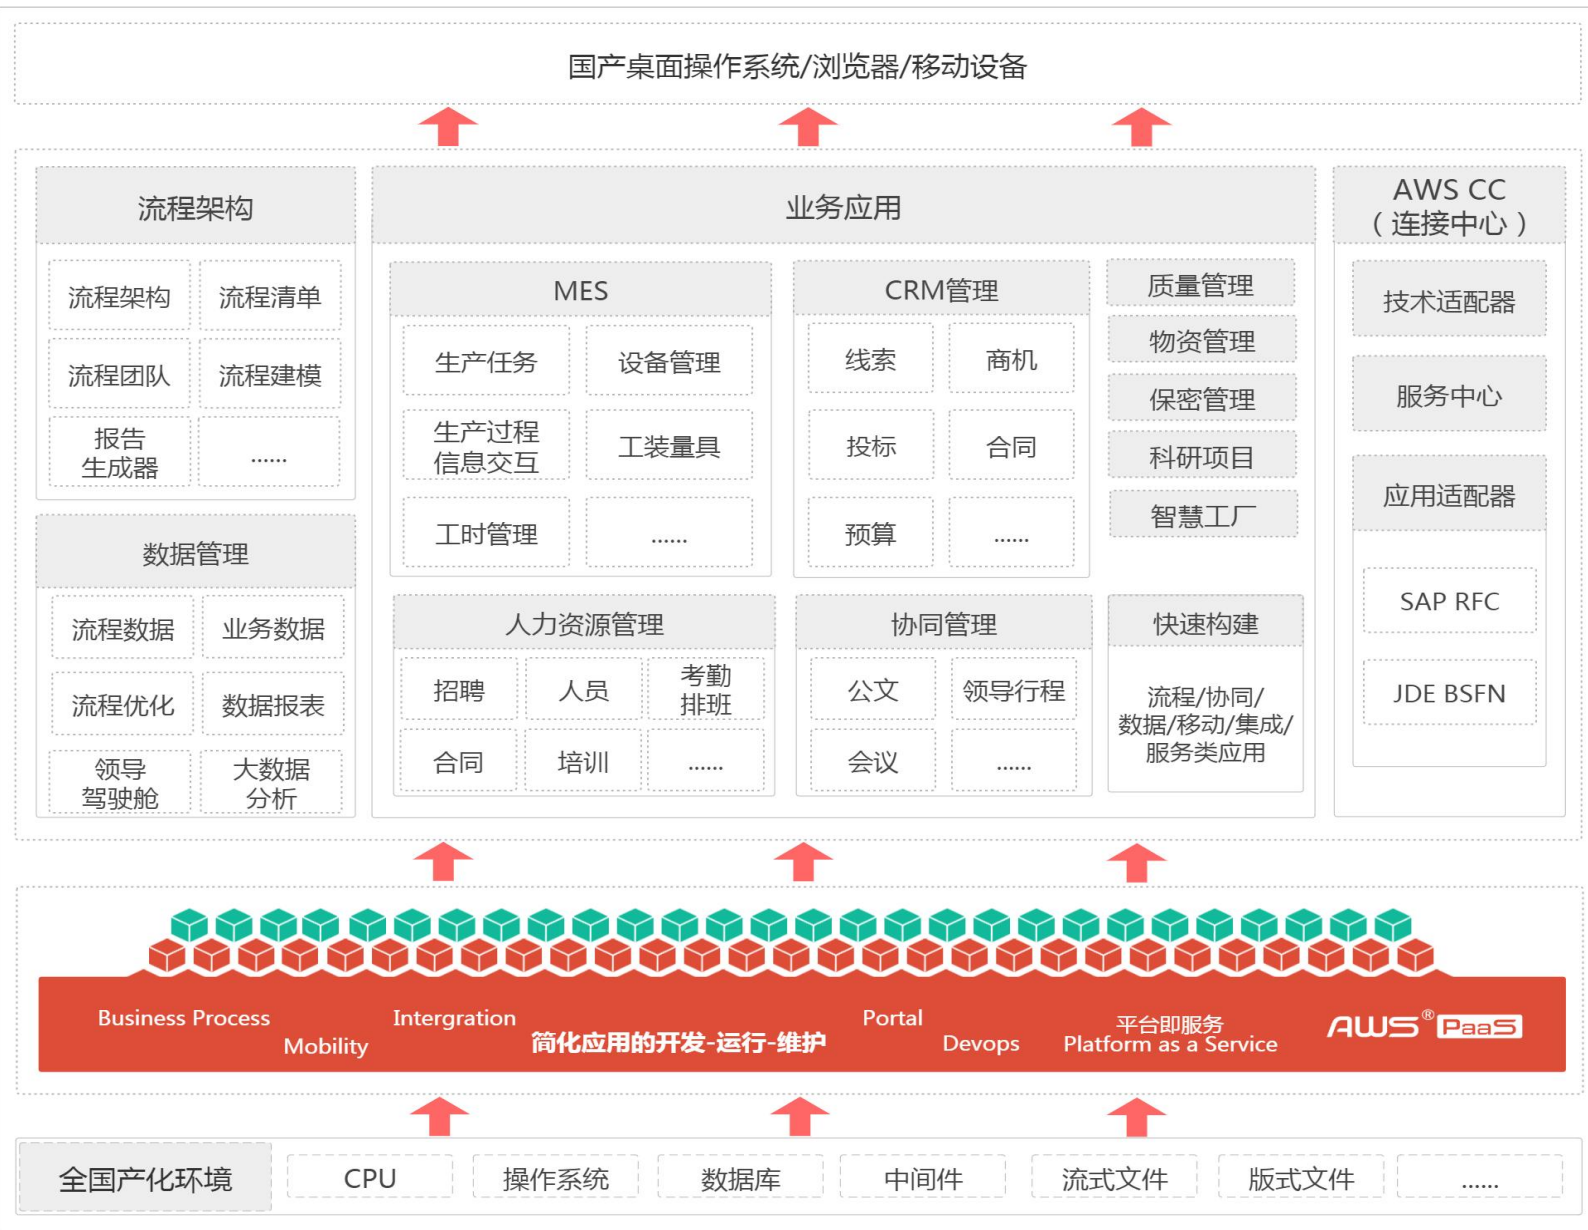 国产桌面操作系统/浏览器/移动设备
流程架构
流程架构
流程清单
流程团队
流程建模
报告
生成器
......
数据管理
流程数据
业务数据
流程优化
数据报表
领导
驾驶舱
大数据
分析
业务应用
MES
生产任务
设备管理
生产过程
信息交互
工装量具
工时管理
......
CRM管理
线索
商机
投标
合同
预算
......
质量管理
物资管理
保密管理
科研项目
智慧工厂
人力资源管理
招聘
人员
考勤
排班
合同
培训
......
协同管理
公文
领导行程
会议
......
快速构建
流程/协同/
数据/移动/集成/
服务类应用
AWS CC
（连接中心）
技术适配器
服务中心
应用适配器
SAP RFC
JDE BSFN
Business Process
Mobility
Intergration
简化应用的开发-运行-维护
Portal
Devops
平台即服务
Platform as a Service
AWS® PaaS
全国产化环境
CPU
操作系统
数据库
中间件
流式文件
版式文件
......